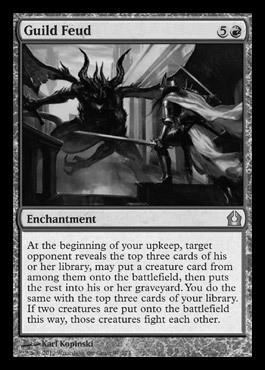 Guild Feud 5
Enchantment
At the beginning of your upkeep, target
opponent reveals the top three cards of his
or her library, may put a creature card from
among them onto the battlefield, then puts
the rest into his or her graveyard. You do the
same with the top three cards of your library.
If two creatures are put onto the battlefield
this way, those creatures fight each other.
Karl Kopinski